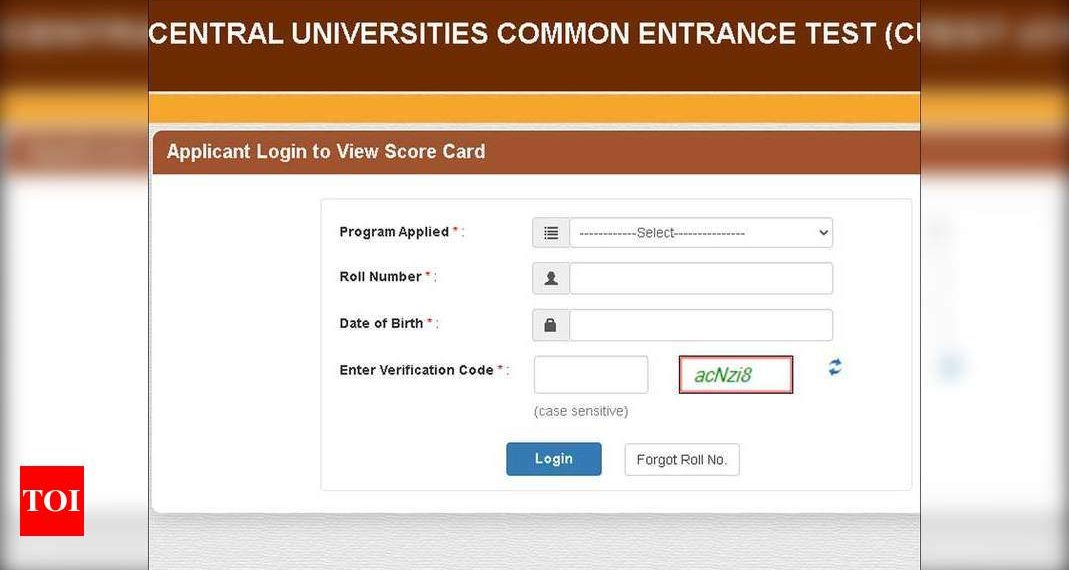 CENTRAL UNIVERSITIES COMMON ENTRANCE TEST (CU
Applicant Login to View Score Card
Program Applied * :
------------Select---------------
Roll Number * :
Date of Birth * :
Enter Verification Code * :
acNzi8
(case sensitive)
Login
Forgot Roll No.
TOI